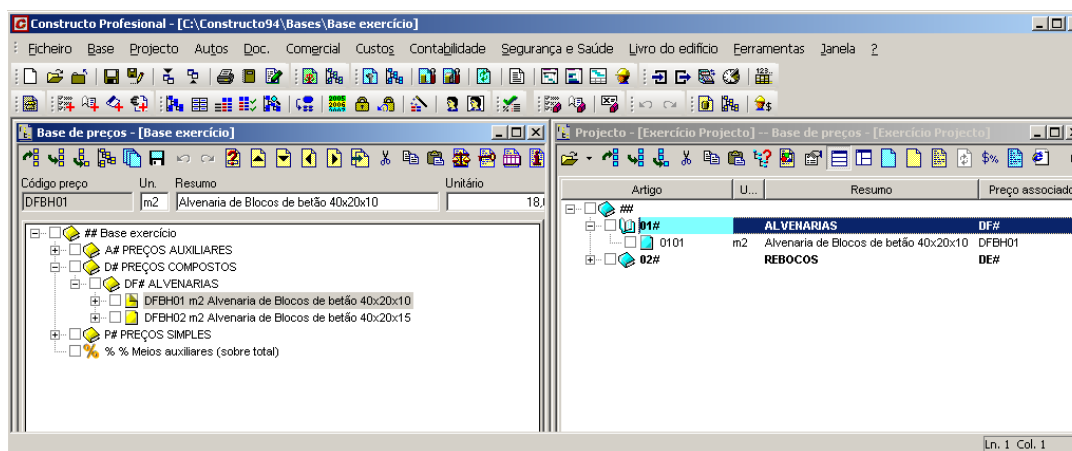 Constructo Profesional - [C:\Constructo94\Bases\Base exercício]
Ficheiro Base Projecto Autos Doc. Comercial Custos Contabilidade Segurança e Saúde Livro do edifício Ferramentas Janela ?
Base de preços - [Base exercício]
Código preço Un. Resumo Unitário
DFBH01 m2 Alvenaria de Blocos de betão 40x20x10
## Base exercício
A# PREÇOS AUXILIARES
D# PREÇOS COMPOSTOS
DF# ALVENARIAS
DFBH01 m2 Alvenaria de Blocos de betão 40x20x10
DFBH02 m2 Alvenaria de Blocos de betão 40x20x15
P# PREÇOS SIMPLES
% % Meios auxiliares (sobre total)
Projecto - [Exercício Projecto] -- Base de preços - [Exercício Projecto]
Artigo U... Resumo Preço associado
##
01# ALVENARIAS DF#
0101 m2 Alvenaria de Blocos de betão 40x20x10 DFBH01
02# REBOCOS DE#
Ln. 1 Col. 1